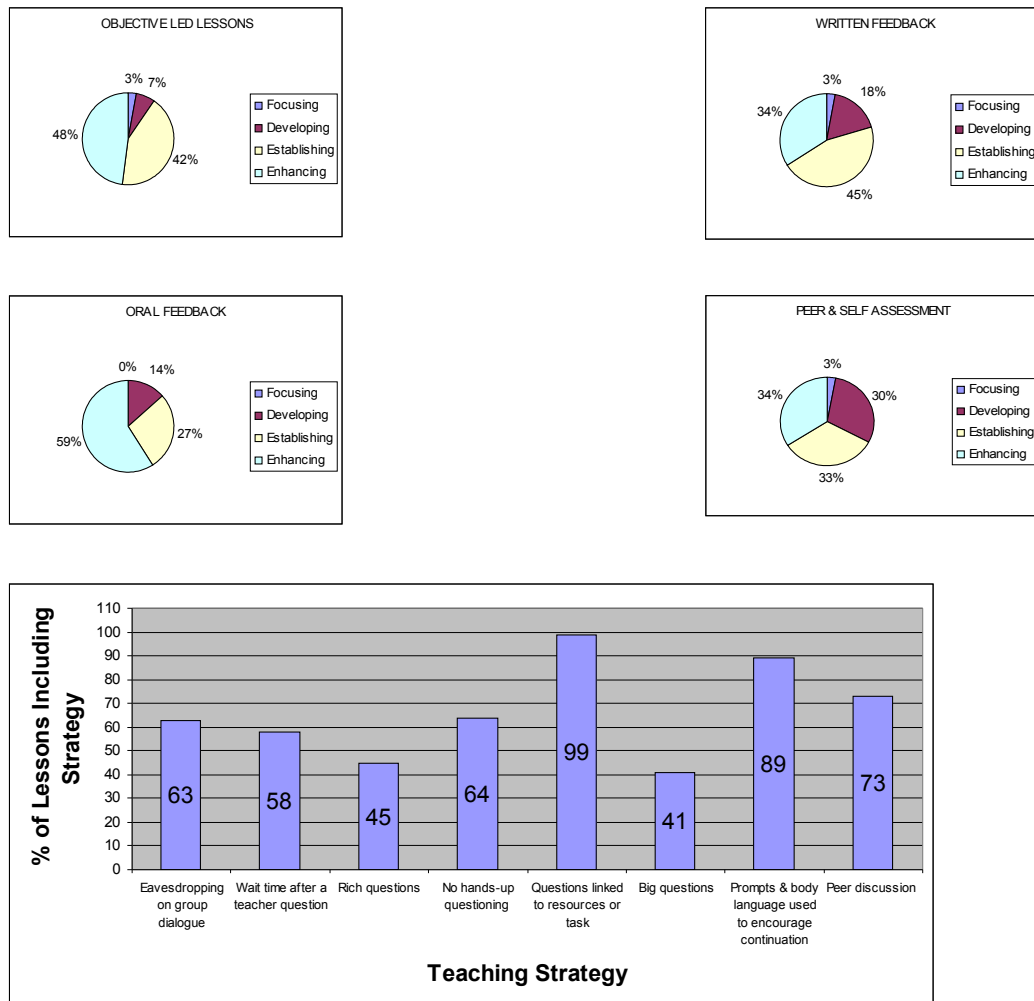 OBJECTIVE LED LESSONS
3%
7%
48%
42%
Focusing
Developing
Establishing
Enhancing
WRITTEN FEEDBACK
3%
18%
34%
45%
Focusing
Developing
Establishing
Enhancing
ORAL FEEDBACK
0%
14%
59%
27%
Focusing
Developing
Establishing
Enhancing
PEER & SELF ASSESSMENT
3%
30%
34%
33%
Focusing
Developing
Establishing
Enhancing
% of Lessons Including
Strategy
110
100
90
80
70
60
50
40
30
20
10
0
63
58
45
64
99
41
89
73
Eavesdropping
on group
dialogue
Wait time after a
teacher question
Rich questions
No hands-up
questioning
Questions linked
to resources or
task
Big questions
Prompts & body
language used
to encourage
continuation
Peer discussion
Teaching Strategy